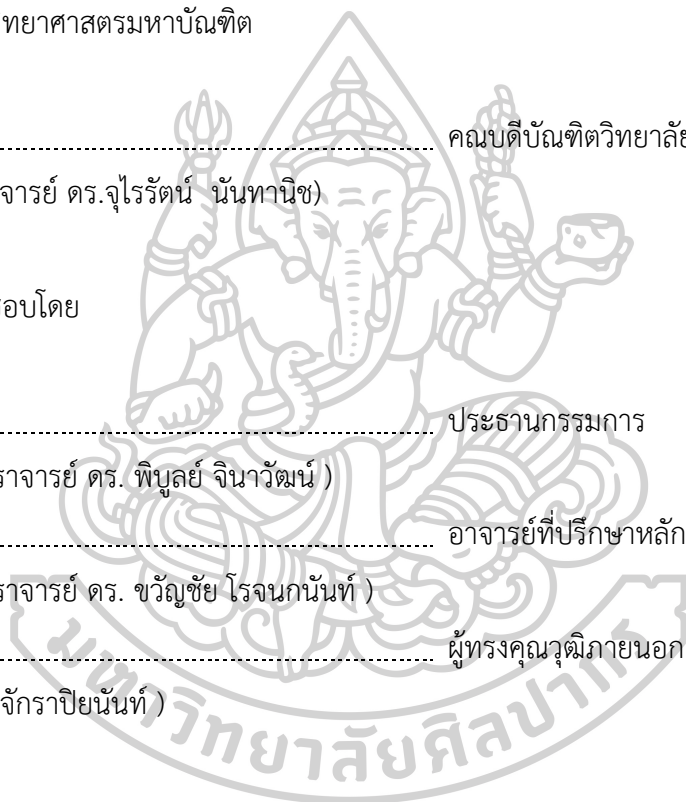 ทยาศาสตรมหาบัณฑิต
คณบดีบัณฑิตวิทยาลัย
จารย์ ดร.จุไรรัตน์ นันทานิช)
สอบโดย
ประธานกรรมการ
ราจารย์ ดร. พิบูลย์ จินาวัฒน์ )
อาจารย์ที่ปรึกษาหลัก
ราจารย์ ดร. ขวัญชัย โรจนกนันท์ )
ผู้ทรงคุณวุฒิภายนอก
จักราปิยนันท์ )
มหาวิทยาลัยศิลปากร